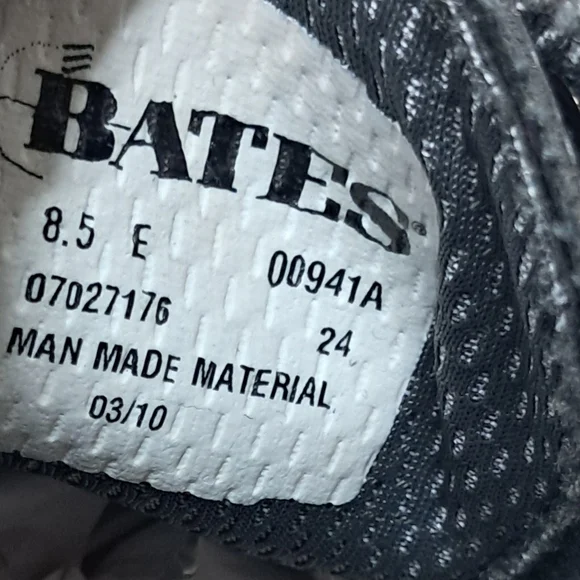 BATES®
8.5 E 00941A
07027176 24
MAN MADE MATERIAL
03/10